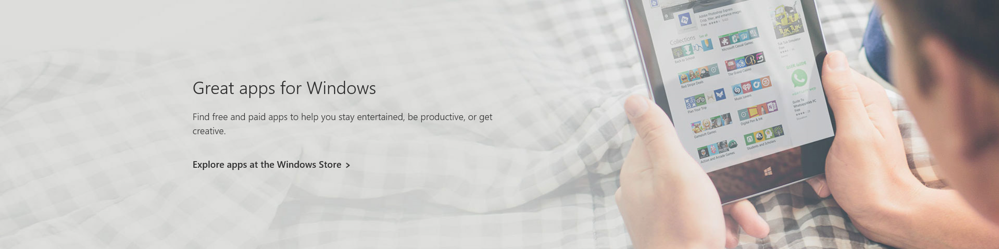 Great apps for Windows
Find free and paid apps to help you stay entertained, be productive, or get
creative.
Explore apps at the Windows Store >
Adobe Photoshop Express
Crop, filter, and enhance images
Free
Collections See all
Back to School
Microsoft Casual Games
Red Stripe Deals
The Grand Casino
Plan Your Trip
Music Lovers
Gameloft Games
Digital Pen & Ink
Action and Arcade Games
Students and Scholars
TUK TUK
Tuk Tuk Simulator
Free
USER GUIDE
Guide To
WhatsappWeb PC
Free
Education